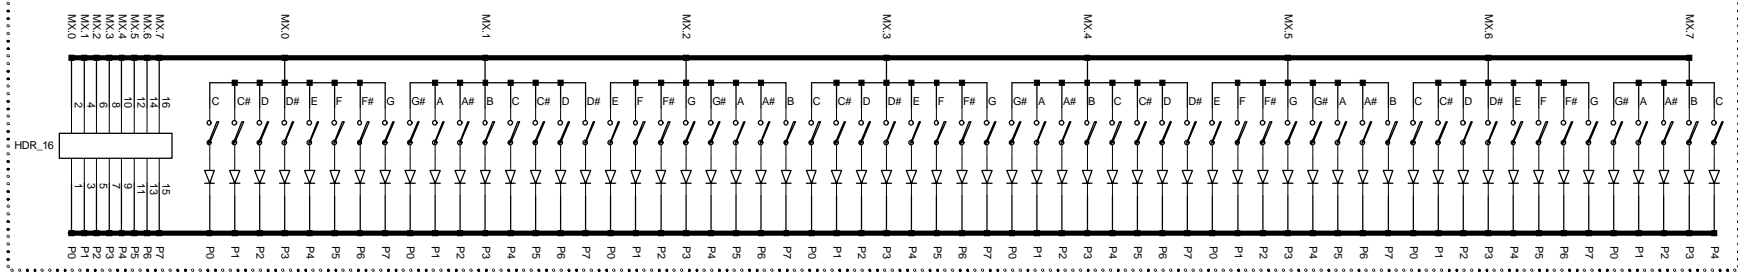 MX.0 MX.1 MX.2 MX.3 MX.4 MX.5 MX.6 MX.7 MX.0 MX.1 MX.2 MX.3 MX.4 MX.5 MX.6 MX.7
2 4 6 8 10 12 14 16
C C# D D# E F F# G G# A A# B C C# D D# E F F# G G# A A# B C C# D D# E F F# G G# A A# B C C# D D# E F F# G G# A A# B C C# D D# E F F# G G# A A# B C
HDR_16
1 3 5 7 9 11 13 15
P0 P1 P2 P3 P4 P5 P6 P7 P0 P1 P2 P3 P4 P5 P6 P7 P0 P1 P2 P3 P4 P5 P6 P7 P0 P1 P2 P3 P4 P5 P6 P7 P0 P1 P2 P3 P4 P5 P6 P7 P0 P1 P2 P3 P4 P5 P6 P7 P0 P1 P2 P3 P4 P5 P6 P7 P0 P1 P2 P3 P4 P5 P6 P7 P0 P1 P2 P3 P4